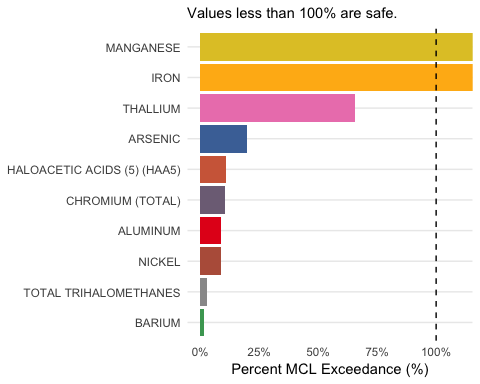 Values less than 100% are safe.
MANGANESE
IRON
THALLIUM
ARSENIC
HALOACETIC ACIDS (5) (HAA5)
CHROMIUM (TOTAL)
ALUMINUM
NICKEL
TOTAL TRIHALOMETHANES
BARIUM
0% 25% 50% 75% 100%
Percent MCL Exceedance (%)